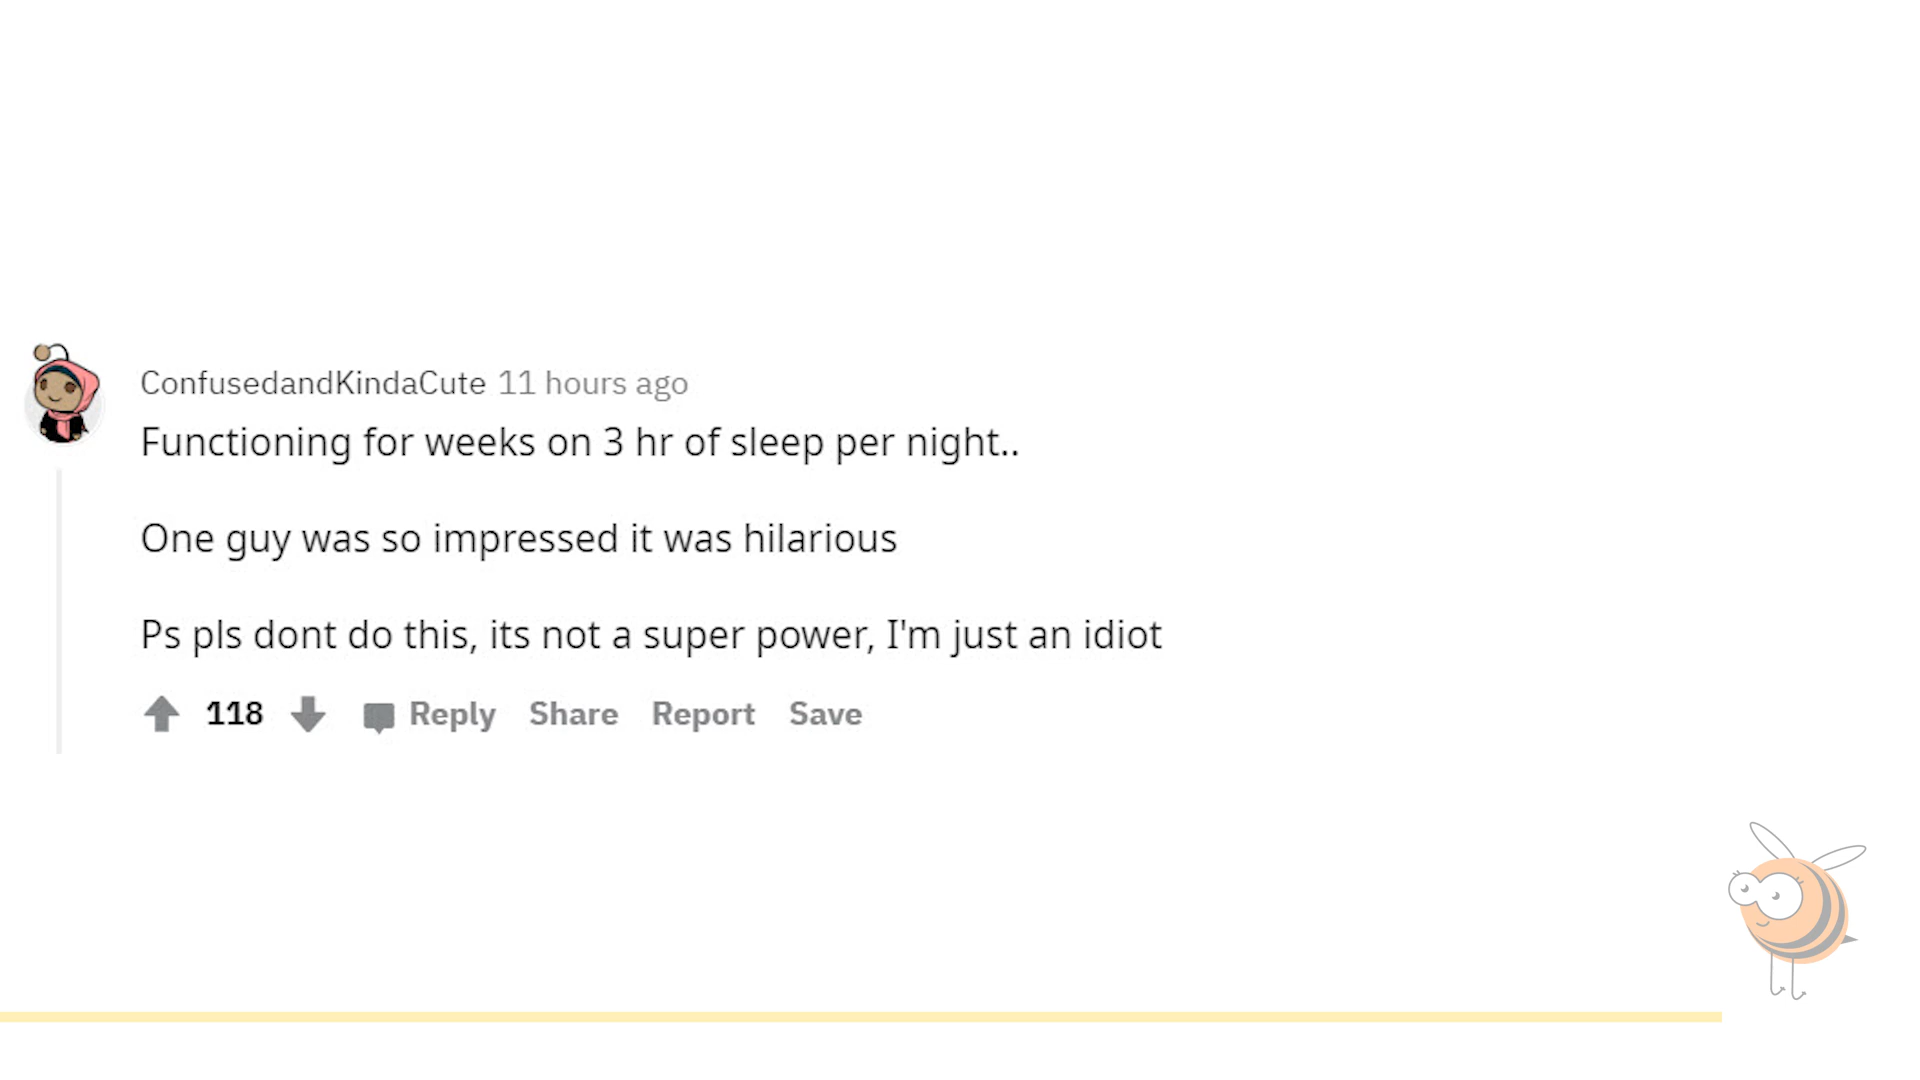 ConfusedandKindaCute 11 hours ago
Functioning for weeks on 3 hr of sleep per night..
One guy was so impressed it was hilarious
Ps pls dont do this, its not a super power, I'm just an idiot
118 Reply Share Report Save